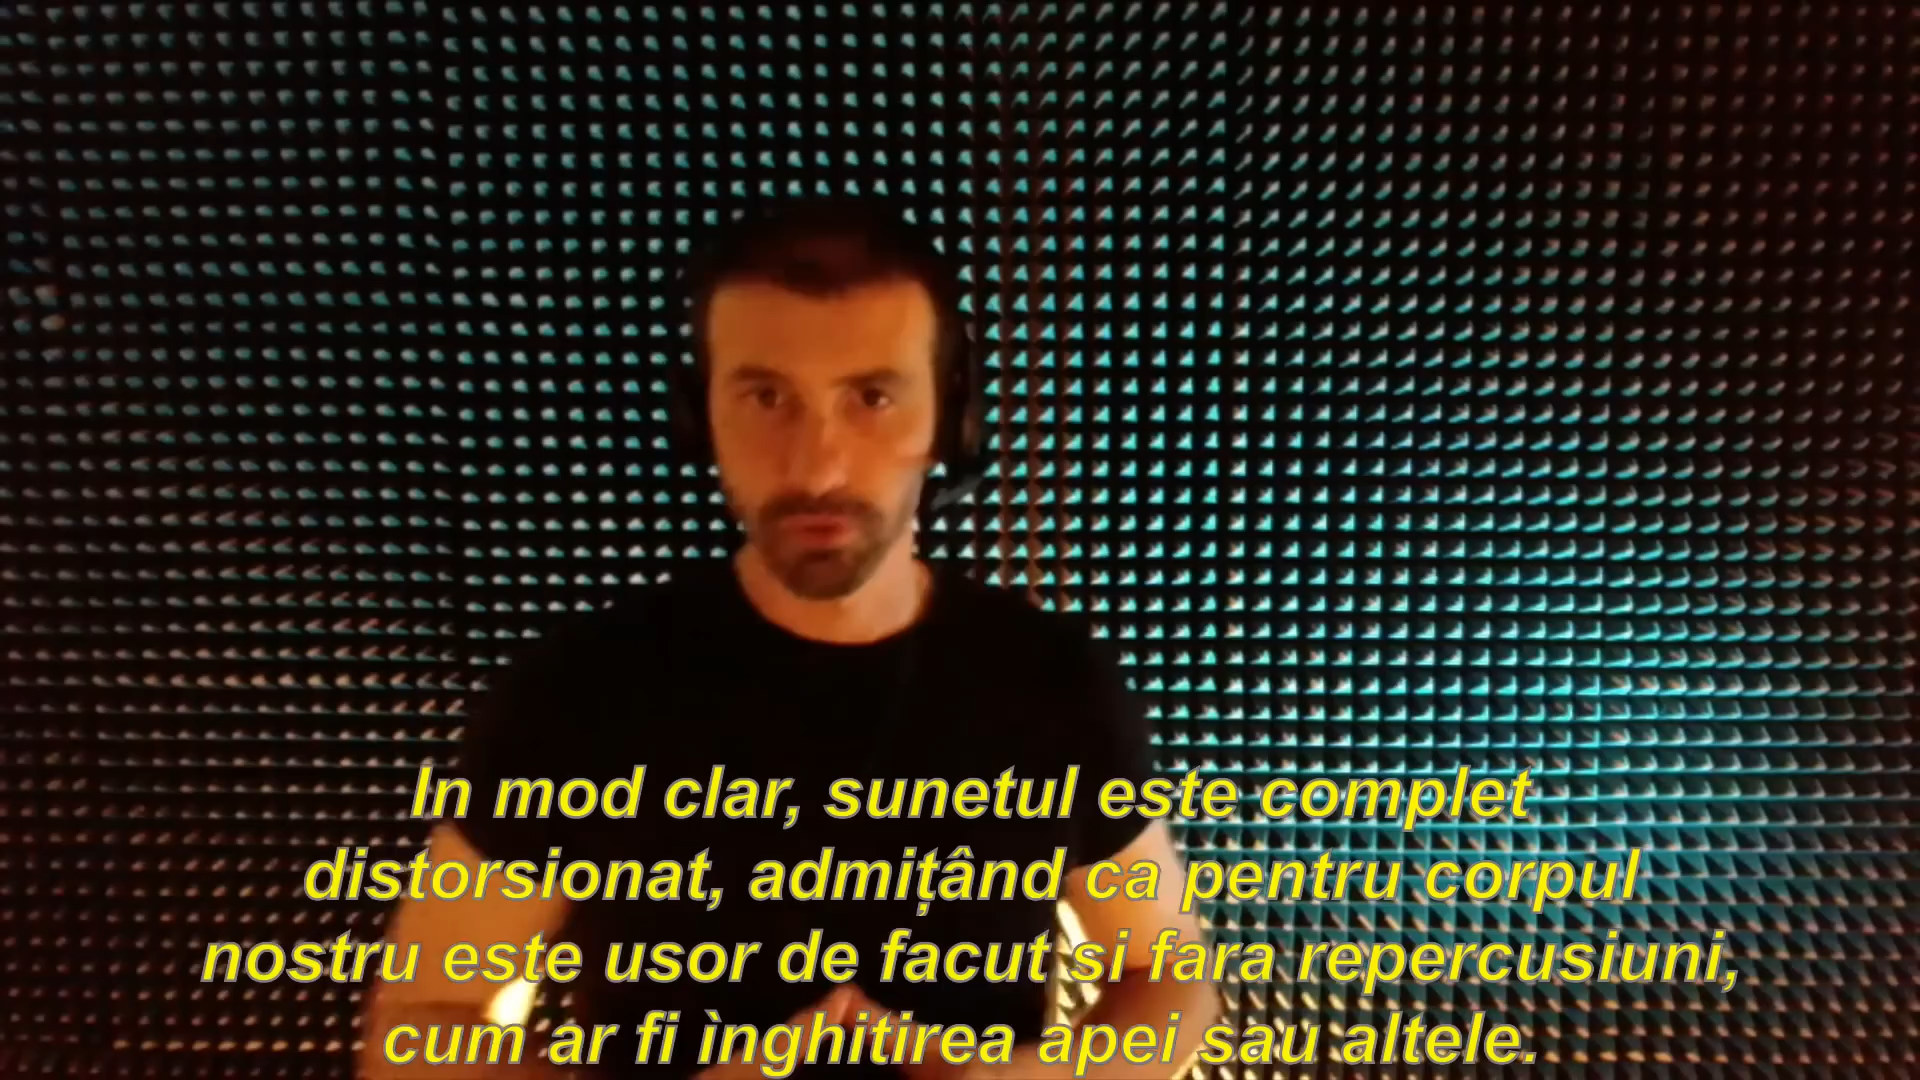 In mod clar, sunetul este complet
distorsionat, admițând ca pentru corpul
nostru este usor de facut si fara repercusiuni,
cum ar fi ìnghitirea apei sau altele.